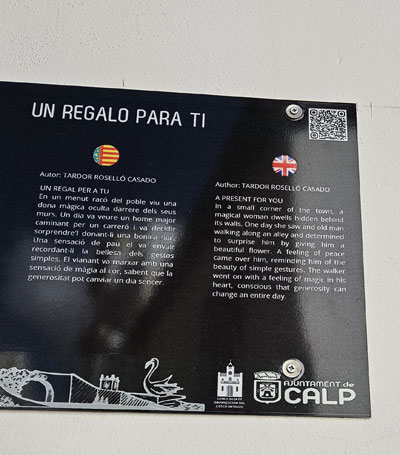 UN REGALO PARA TI
Autor: TARDOR ROSELLÓ CASADO
UN REGAL PER A TU
En un menut racó del poble viu una
dona màgica oculta darrere dels seus
murs. Un dia va veure un home major
caminant per un carreró i va decidir
sorprendre'l donant-li una bonica flor.
Una sensació de pau el va envair
recordant-li la bellesa dels gestos
simples. El vianant va marxar amb una
sensació de màgia al cor, sabent que la
generositat pot canviar un dia sencer.
Author: TARDOR ROSELLÓ CASADO
A PRESENT FOR YOU
In a small corner of the town, a
magical woman dwells hidden behind
its walls. One day she saw and old man
walking along an alley and determined
to surprise him by giving him a
beautiful flower. A feeling of peace
came over him, reminding him of the
beauty of simple gestures. The walker
went on with a feeling of magic in his
heart, conscious that generosity can
change an entire day.
CONCEJALIA DE
DINAMIZACIÓN DEL
CASCO ANTIGUO
AJUNTAMENT de
CALP